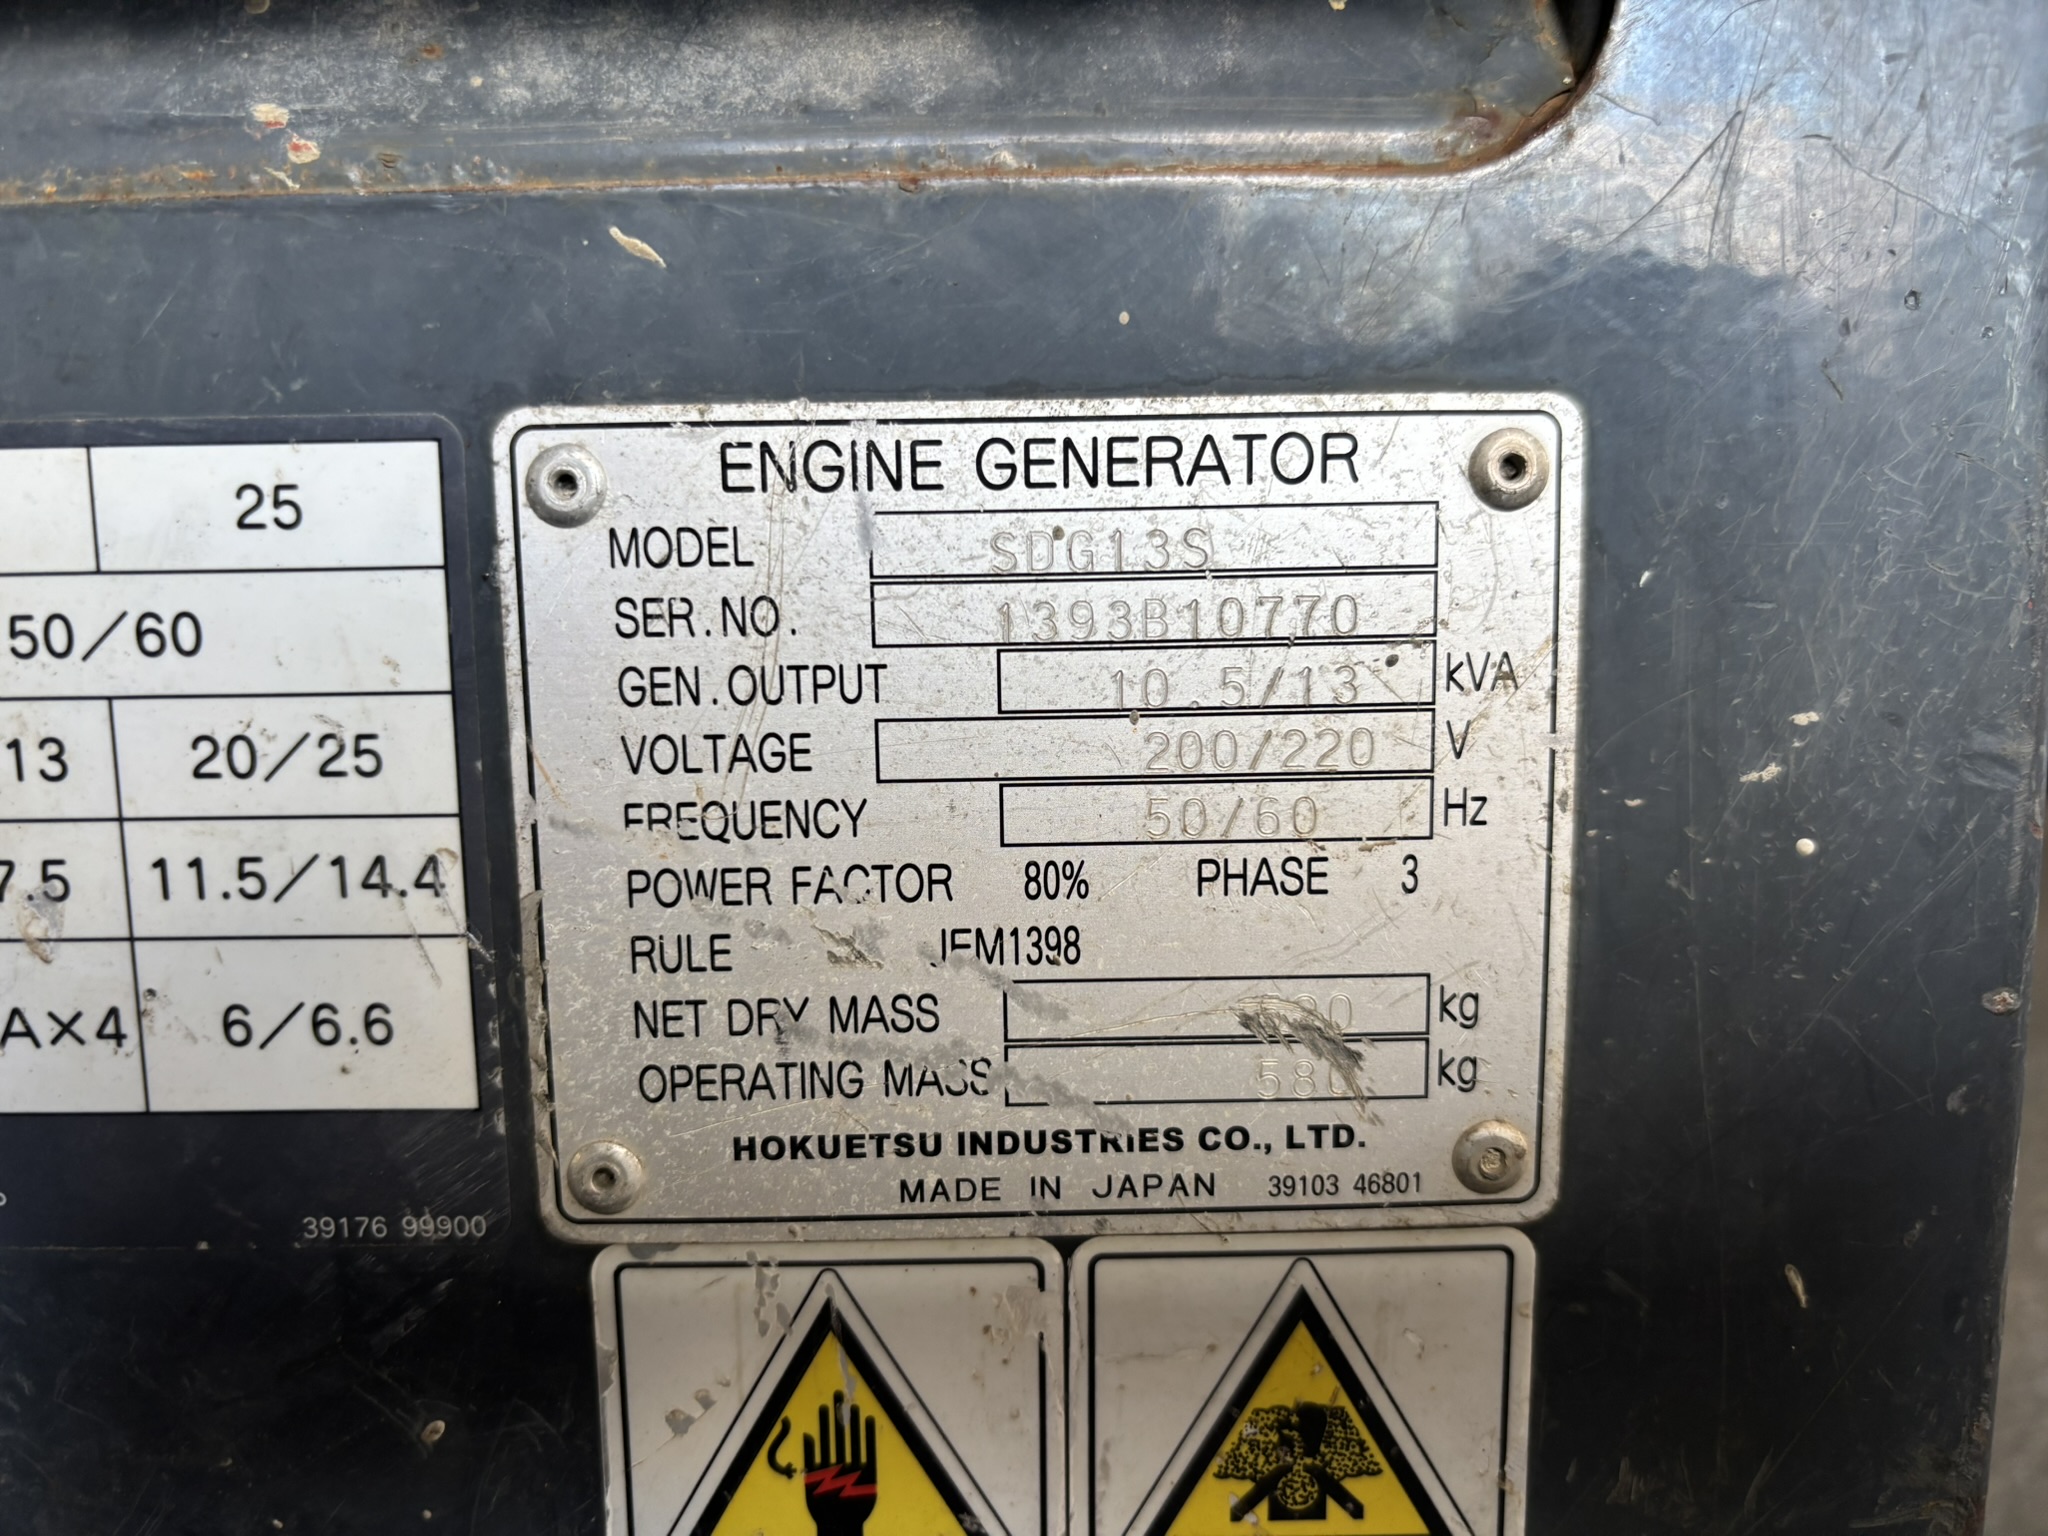 25
50/60
13
20/25
7.5
11.5/14.4
A×4
6/6.6
39176 99900
ENGINE GENERATOR
MODEL SDG13S
SER.NO. 1393B10770
GEN.OUTPUT 10.5/13 kVA
VOLTAGE 200/220 V
FREQUENCY 50/60 Hz
POWER FACTOR 80% PHASE 3
RULE JEM1398
NET DRY MASS kg
OPERATING MASS 580 kg
HOKUETSU INDUSTRIES CO., LTD.
MADE IN JAPAN 39103 46801